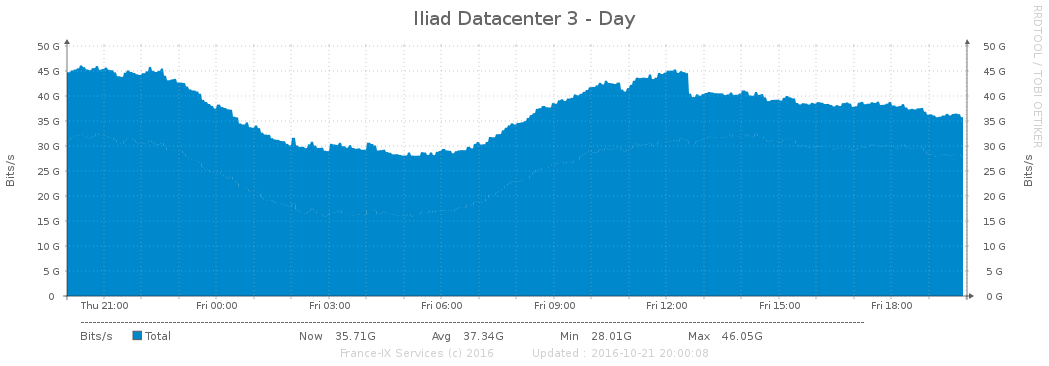 Iliad Datacenter 3 - Day
RRDTOOL / TOBI OETIKER
Bits/s
50 G 50 G
45 G 45 G
40 G 40 G
35 G 35 G
30 G 30 G
25 G 25 G
20 G 20 G
15 G 15 G
10 G 10 G
5 G 5 G
0 0 G
Bits/s
Thu 21:00 Fri 00:00 Fri 03:00 Fri 06:00 Fri 09:00 Fri 12:00 Fri 15:00 Fri 18:00
Bits/s Total Now 35.71G Avg 37.34G Min 28.01G Max 46.05G
France-IX Services (c) 2016 Updated : 2016-10-21 20:00:08